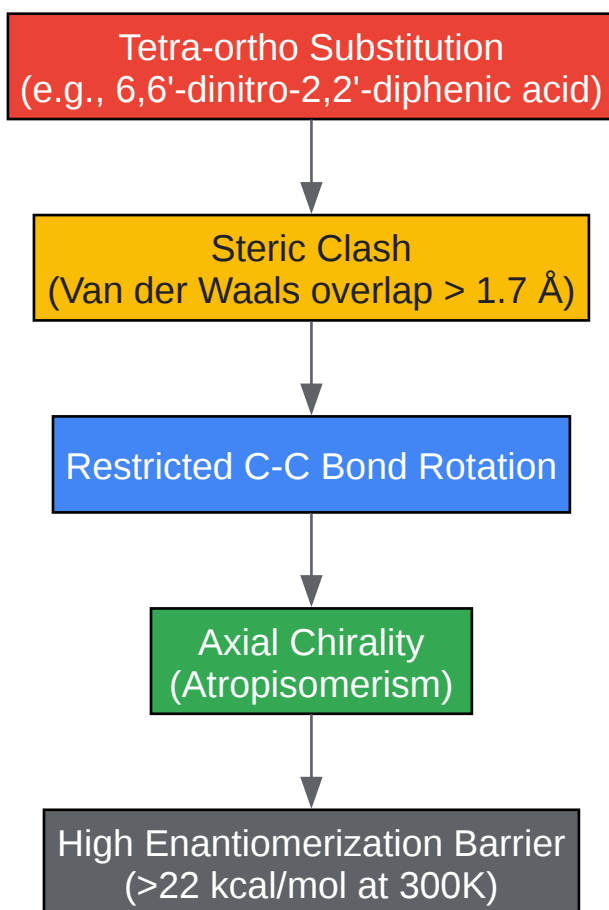 Tetra-ortho Substitution
(e.g., 6,6'-dinitro-2,2'-diphenic acid)
Steric Clash
(Van der Waals overlap > 1.7 Å)
Restricted C-C Bond Rotation
Axial Chirality
(Atropisomerism)
High Enantiomerization Barrier
(>22 kcal/mol at 300K)